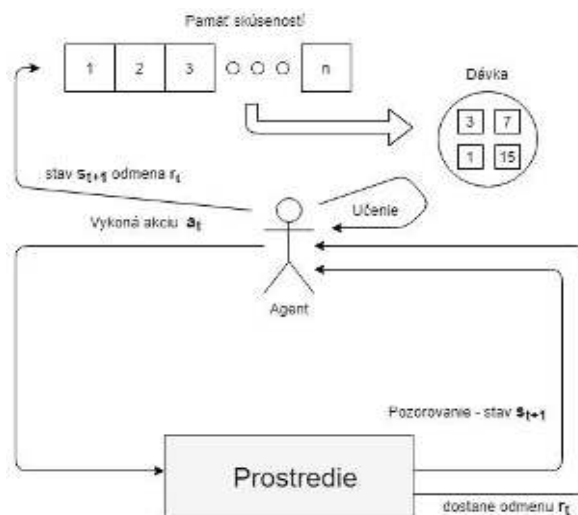 Pamäť skúseností
1 2 3 n
Dávka
3 7
1 15
stav st+1 odmena rt
Učenie
Vykoná akciu at
Agent
Pozorovanie - stav st+1
Prostredie
dostane odmenu rt